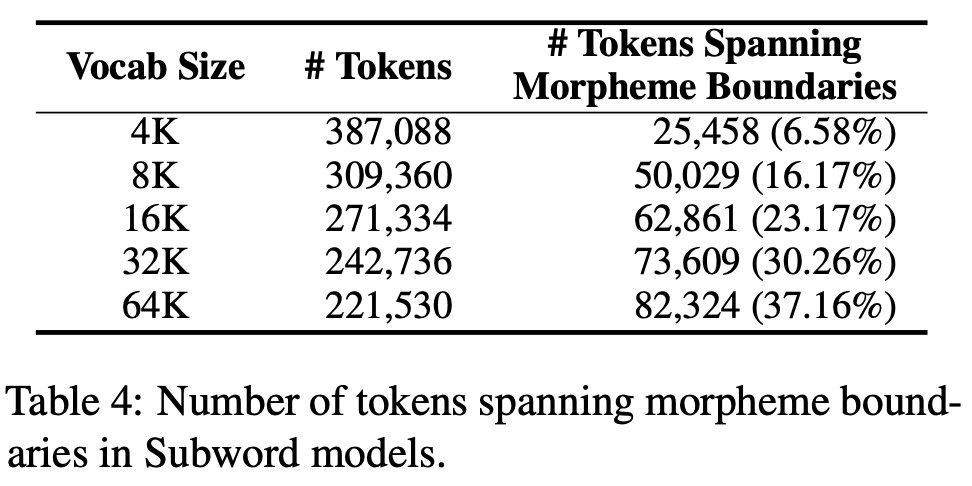 Vocab Size # Tokens # Tokens Spanning Morpheme Boundaries
4K 387,088 25,458 (6.58%)
8K 309,360 50,029 (16.17%)
16K 271,334 62,861 (23.17%)
32K 242,736 73,609 (30.26%)
64K 221,530 82,324 (37.16%)
Table 4: Number of tokens spanning morpheme bound-
aries in Subword models.